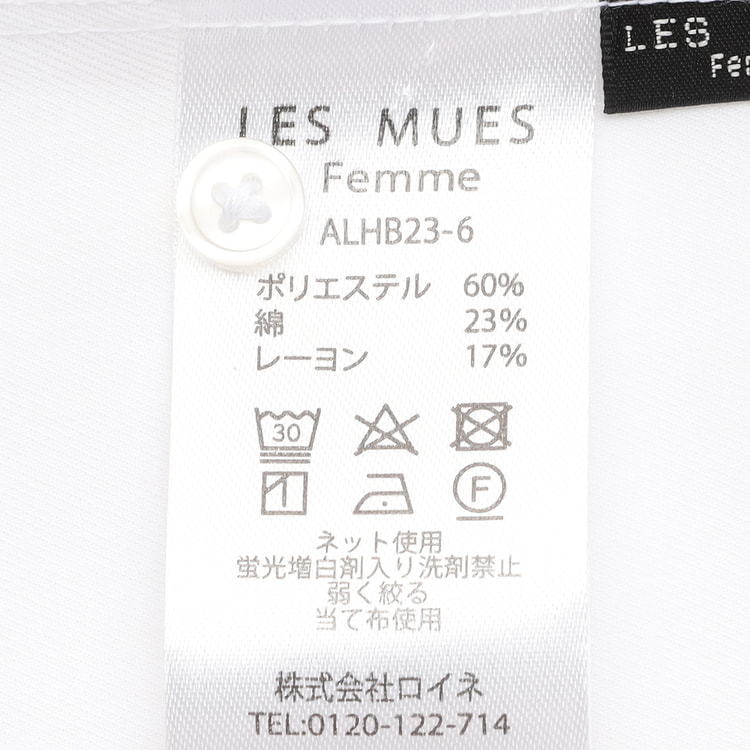 LES
LES MUES
Femme
ALHB23-6
ポリエステル 60%
綿 23%
レーヨン 17%
30
F
ネット使用
蛍光増白剤入り洗剤禁止
弱く絞る
当て布使用
株式会社ロイネ
TEL:0120-122-714